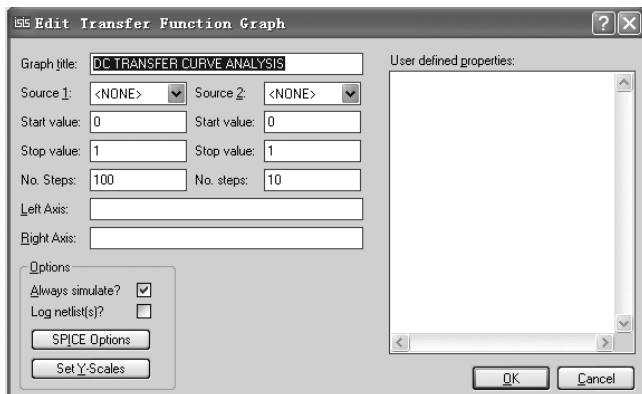 isis Edit Transfer Function Graph
Graph title: DC TRANSFER CURVE ANALYSIS
User defined properties:
Source 1: <NONE> Source 2: <NONE>
Start value: 0 Start value: 0
Stop value: 1 Stop value: 1
No. Steps: 100 No. steps: 10
Left Axis:
Right Axis:
Options
Always simulate?
Log netlist(s)?
SPICE Options
Set Y-Scales
OK Cancel